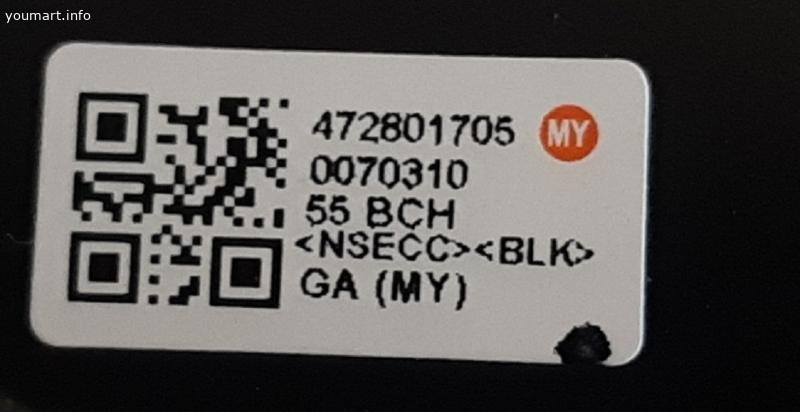 youmart.info
472801705 MY
0070310
55 BCH
<NSECC><BLK>
GA (MY)